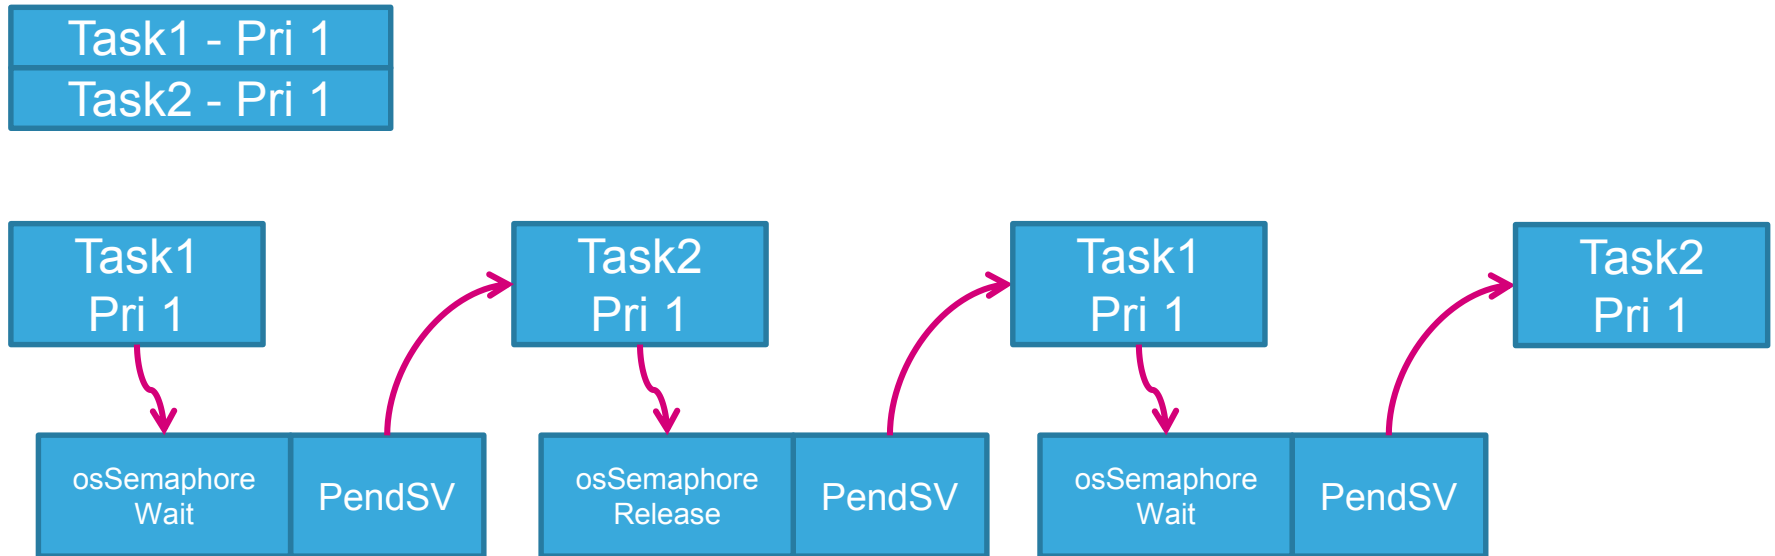 Task1 - Pri 1
Task2 - Pri 1
Task1
Pri 1
Task2
Pri 1
Task1
Pri 1
Task2
Pri 1
osSemaphore
Wait
PendSV
osSemaphore
Release
PendSV
osSemaphore
Wait
PendSV